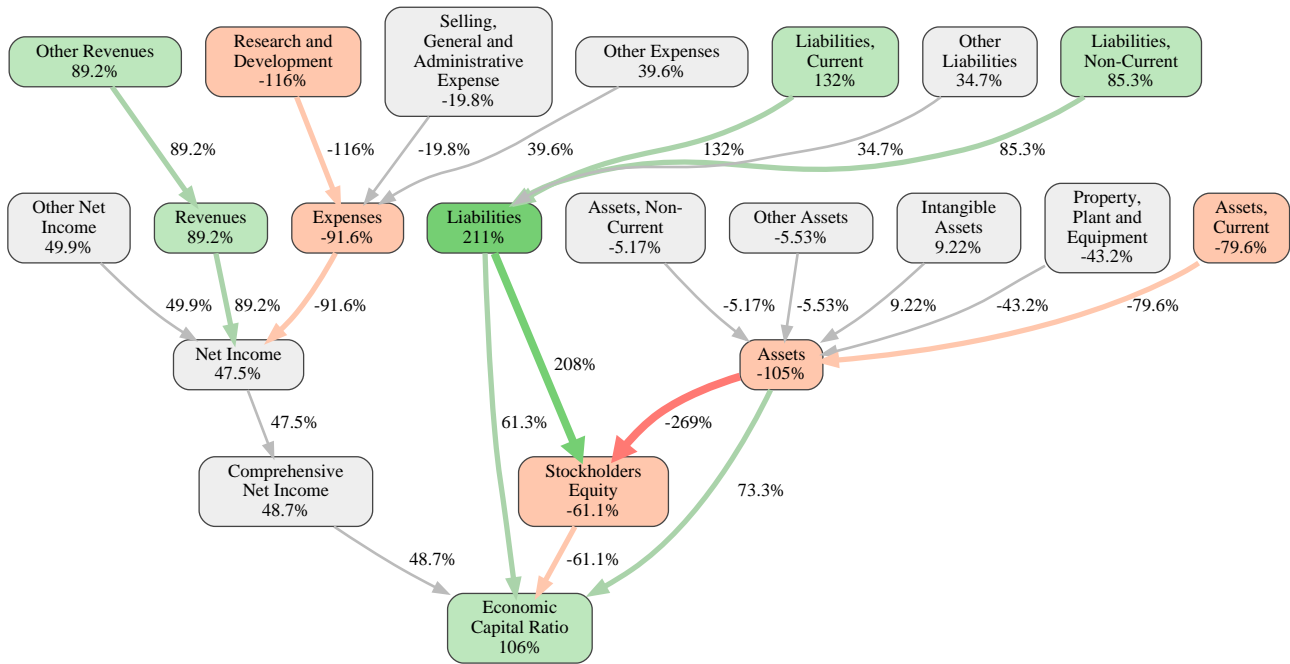 Other Revenues
89.2%
Research and
Development
-116%
Selling,
General and
Administrative
Expense
-19.8%
Other Expenses
39.6%
Liabilities,
Current
132%
Other
Liabilities
34.7%
Liabilities,
Non-Current
85.3%
89.2%
-116%
-19.8%
39.6%
132%
34.7%
85.3%
Other Net
Income
49.9%
Revenues
89.2%
Expenses
-91.6%
Liabilities
211%
Assets, Non-
Current
-5.17%
Other Assets
-5.53%
Intangible
Assets
9.22%
Property,
Plant and
Equipment
-43.2%
Assets,
Current
-79.6%
49.9%
89.2%
-91.6%
-5.17%
-5.53%
9.22%
-43.2%
-79.6%
Net Income
47.5%
208%
Assets
-105%
47.5%
61.3%
-269%
Comprehensive
Net Income
48.7%
Stockholders
Equity
-61.1%
73.3%
48.7%
-61.1%
Economic
Capital Ratio
106%